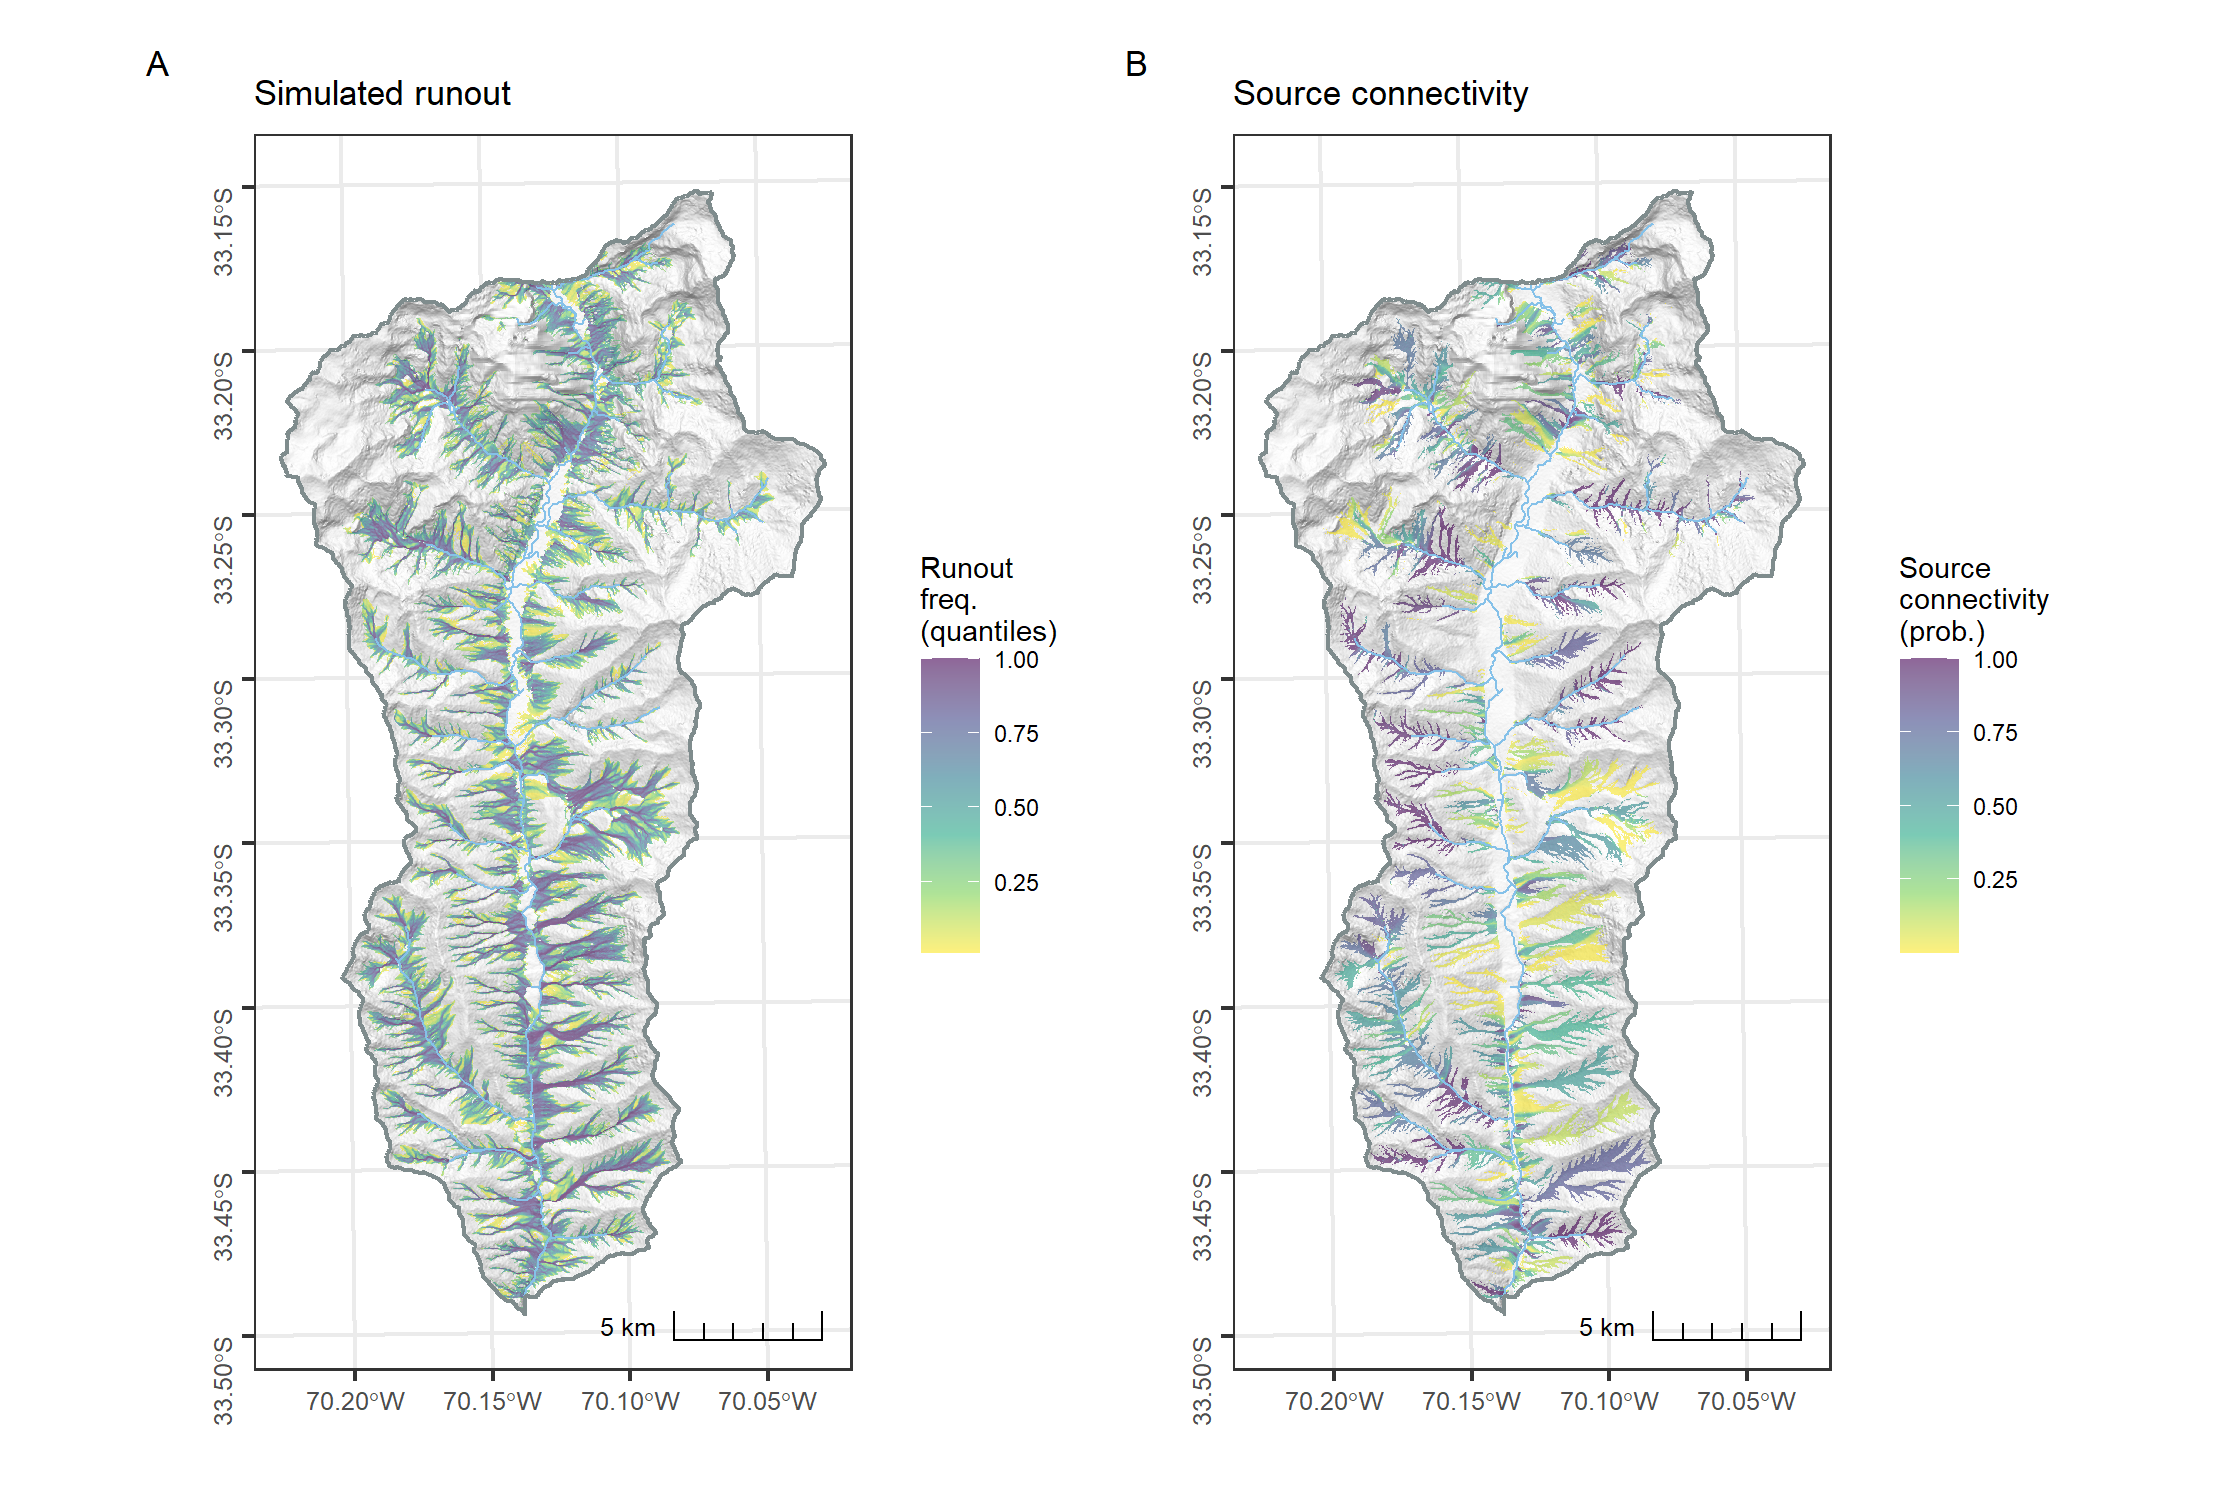 A
Simulated runout
33.15°S
33.20°S
33.25°S
33.30°S
33.35°S
33.40°S
33.45°S
33.50°S
70.20°W
70.15°W
70.10°W
70.05°W
5 km
Runout
freq.
(quantiles)
1.00
0.75
0.50
0.25
B
Source connectivity
33.15°S
33.20°S
33.25°S
33.30°S
33.35°S
33.40°S
33.45°S
33.50°S
70.20°W
70.15°W
70.10°W
70.05°W
5 km
Source
connectivity
(prob.)
1.00
0.75
0.50
0.25